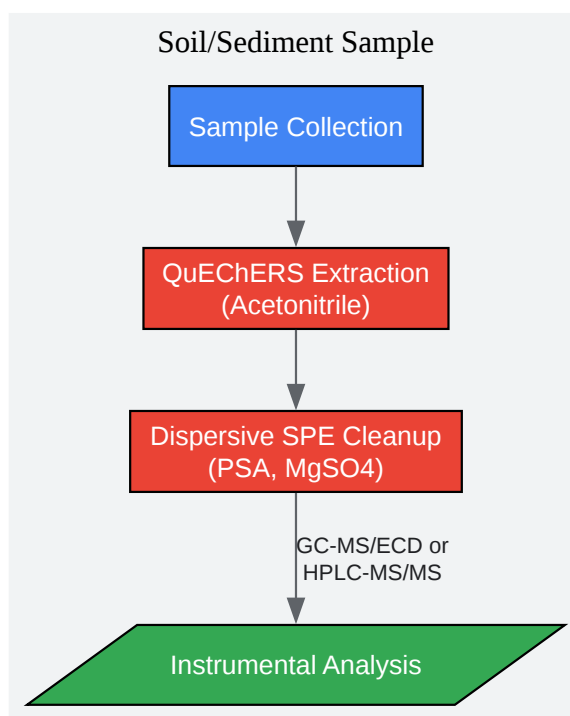 Soil/Sediment Sample
Sample Collection
QuEChERS Extraction
(Acetonitrile)
Dispersive SPE Cleanup
(PSA, MgSO4)
GC-MS/ECD or
HPLC-MS/MS
Instrumental Analysis